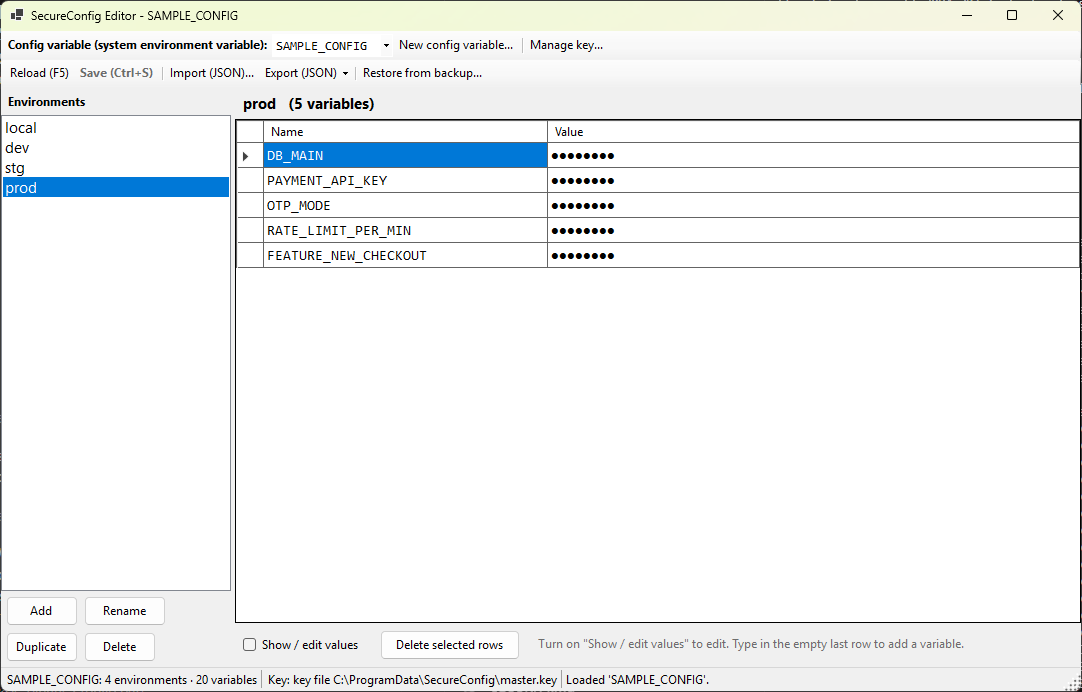 SecureConfig Editor - SAMPLE_CONFIG
Config variable (system environment variable): SAMPLE_CONFIG New config variable... Manage key...
Reload (F5) Save (Ctrl+S) Import (JSON)... Export (JSON) Restore from backup...
Environments
local
dev
stg
prod
prod (5 variables)
Name Value
DB_MAIN ●●●●●●●●
PAYMENT_API_KEY ●●●●●●●●
OTP_MODE ●●●●●●●●
RATE_LIMIT_PER_MIN ●●●●●●●●
FEATURE_NEW_CHECKOUT ●●●●●●●●
Add Rename
Duplicate Delete
Show / edit values Delete selected rows Turn on "Show / edit values" to edit. Type in the empty last row to add a variable.
SAMPLE_CONFIG: 4 environments · 20 variables Key: key file C:\ProgramData\SecureConfig\master.key Loaded 'SAMPLE_CONFIG'.